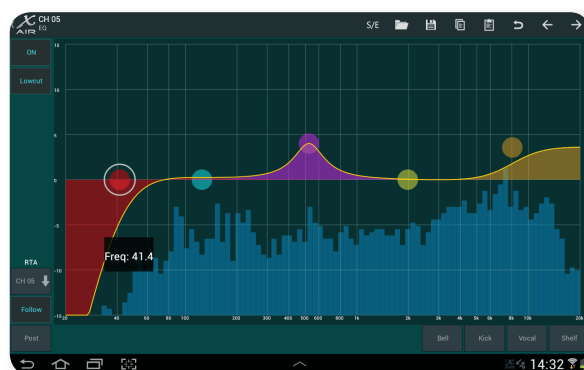 X AIR CH 05
EQ
S/E
ON
Lowcut
15
10
5
0
-5
-10
-15
Freq: 41.4
RTA
CH 05
Follow
Post
20 40 60 80 100 200 300 400 500 600 800 1k 2k 3k 4k 5k 6k 8k 10k 20k
Bell Kick Vocal Shelf
14:32